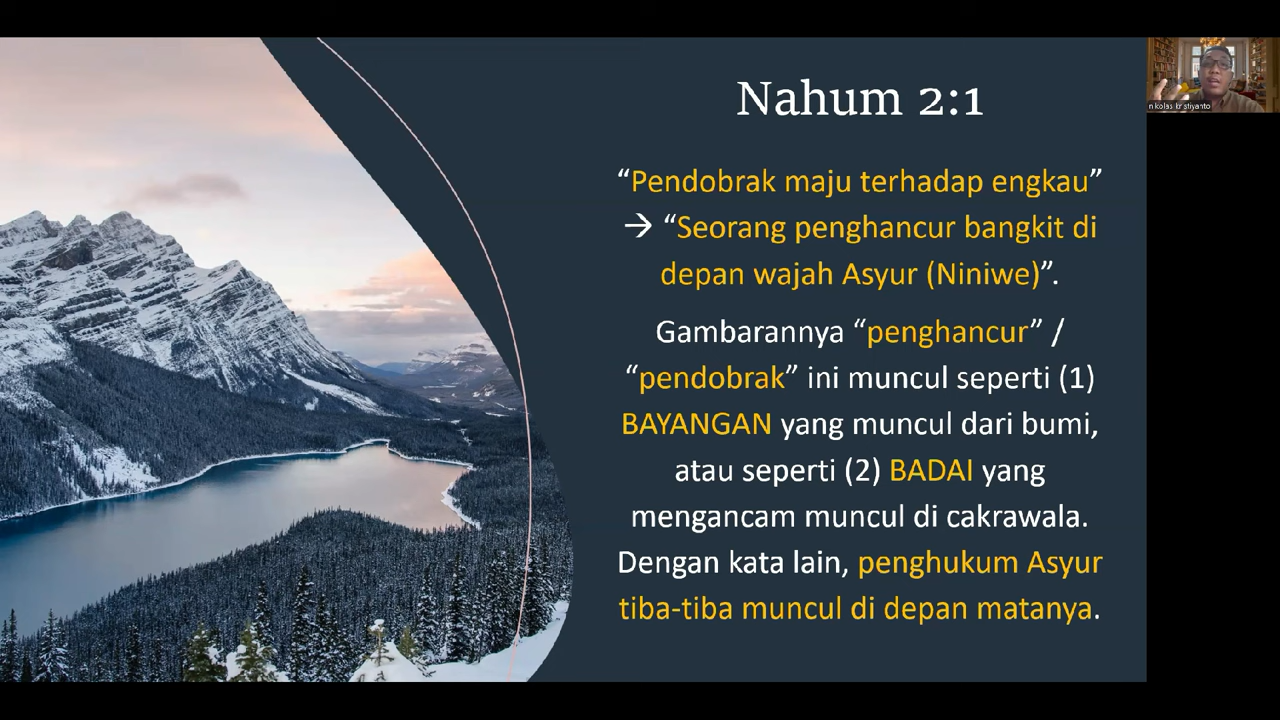 Nahum 2:1
“Pendobrak maju terhadap engkau”
→ “Seorang penghancur bangkit di
depan wajah Asyur (Niniwe)”.
Gambarannya “penghancur” /
“pendobrak” ini muncul seperti (1)
BAYANGAN yang muncul dari bumi,
atau seperti (2) BADAI yang
mengancam muncul di cakrawala.
Dengan kata lain, penghukum Asyur
tiba-tiba muncul di depan matanya.
nikolas kristiyanto